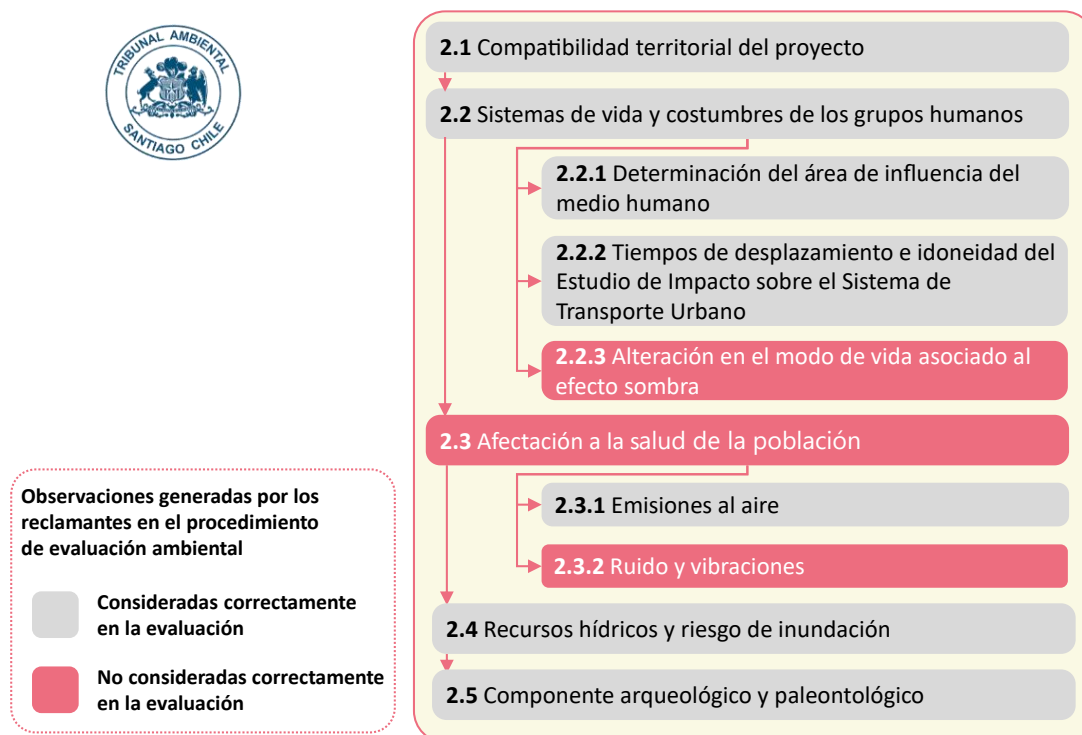 TRIBUNAL AMBIENTAL
SANTIAGO CHILE
2.1 Compatibilidad territorial del proyecto
2.2 Sistemas de vida y costumbres de los grupos humanos
2.2.1 Determinación del área de influencia del
medio humano
2.2.2 Tiempos de desplazamiento e idoneidad del
Estudio de Impacto sobre el Sistema de
Transporte Urbano
2.2.3 Alteración en el modo de vida asociado al
efecto sombra
2.3 Afectación a la salud de la población
2.3.1 Emisiones al aire
2.3.2 Ruido y vibraciones
2.4 Recursos hídricos y riesgo de inundación
2.5 Componente arqueológico y paleontológico
Observaciones generadas por los
reclamantes en el procedimiento
de evaluación ambiental
Consideradas correctamente
en la evaluación
No consideradas correctamente
en la evaluación